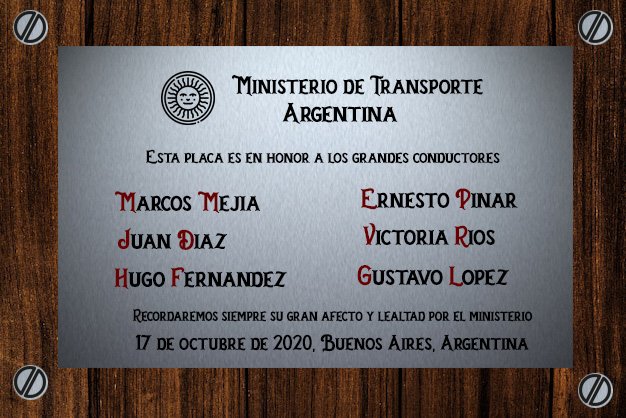 Ministerio de Transporte
Argentina
Esta placa es en honor a los grandes conductores
Marcos Mejia
Ernesto Pinar
Juan Diaz
Victoria Rios
Hugo Fernandez
Gustavo Lopez
Recordaremos siempre su gran afecto y lealtad por el ministerio
17 de octubre de 2020, Buenos Aires, Argentina